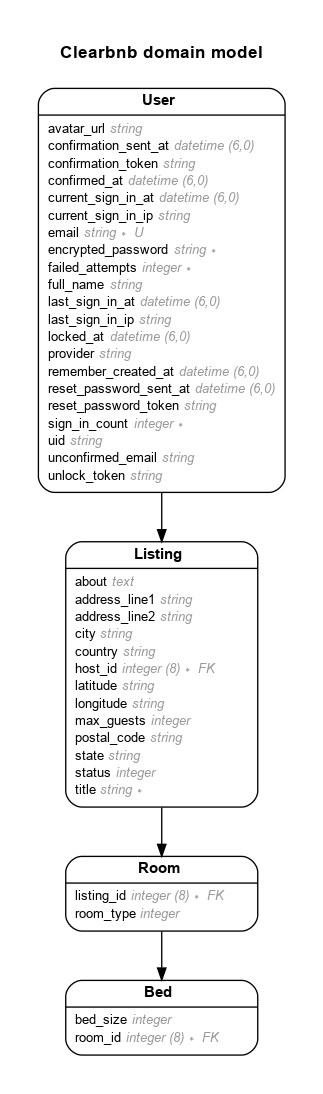 Clearbnb domain model
User
avatar_url string
confirmation_sent_at datetime (6,0)
confirmation_token string
confirmed_at datetime (6,0)
current_sign_in_at datetime (6,0)
current_sign_in_ip string
email string ∗ U
encrypted_password string ∗
failed_attempts integer ∗
full_name string
last_sign_in_at datetime (6,0)
last_sign_in_ip string
locked_at datetime (6,0)
provider string
remember_created_at datetime (6,0)
reset_password_sent_at datetime (6,0)
reset_password_token string
sign_in_count integer ∗
uid string
unconfirmed_email string
unlock_token string
Listing
about text
address_line1 string
address_line2 string
city string
country string
host_id integer (8) ∗ FK
latitude string
longitude string
max_guests integer
postal_code string
state string
status integer
title string ∗
Room
listing_id integer (8) ∗ FK
room_type integer
Bed
bed_size integer
room_id integer (8) ∗ FK